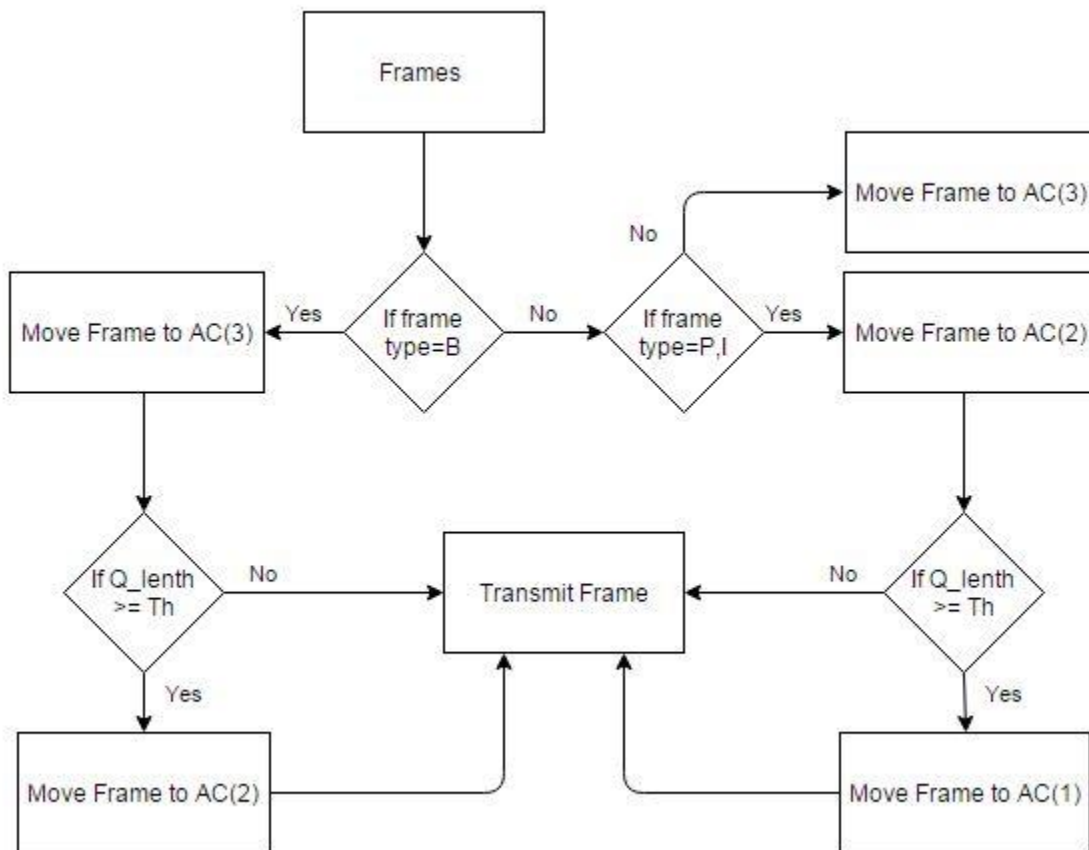 Frames
Move Frame to AC(3)
No
Yes
If frame
type=B
No
If frame
type=P,I
Yes
Move Frame to AC(3)
Move Frame to AC(2)
If Q_lenth
>= Th
No
Transmit Frame
No
If Q_lenth
>= Th
Yes
Yes
Move Frame to AC(2)
Move Frame to AC(1)